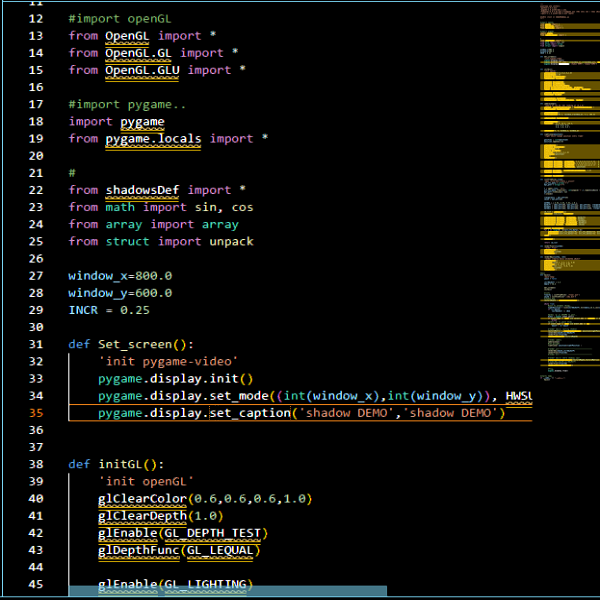 11
12 #import openGL
13 from OpenGL import *
14 from OpenGL.GL import *
15 from OpenGL.GLU import *
16
17 #import pygame..
18 import pygame
19 from pygame.locals import *
20
21 #
22 from shadowsDef import *
23 from math import sin, cos
24 from array import array
25 from struct import unpack
26
27 window_x=800.0
28 window_y=600.0
29 INCR = 0.25
30
31 def Set_screen():
32 'init pygame-video'
33 pygame.display.init()
34 pygame.display.set_mode((int(window_x),int(window_y)), HWSU
35 pygame.display.set_caption('shadow DEMO','shadow DEMO')
36
37
38 def initGL():
39 'init openGL'
40 glClearColor(0.6,0.6,0.6,1.0)
41 glClearDepth(1.0)
42 glEnable(GL_DEPTH_TEST)
43 glDepthFunc(GL_LEQUAL)
44
45 glEnable(GL_LIGHTING)